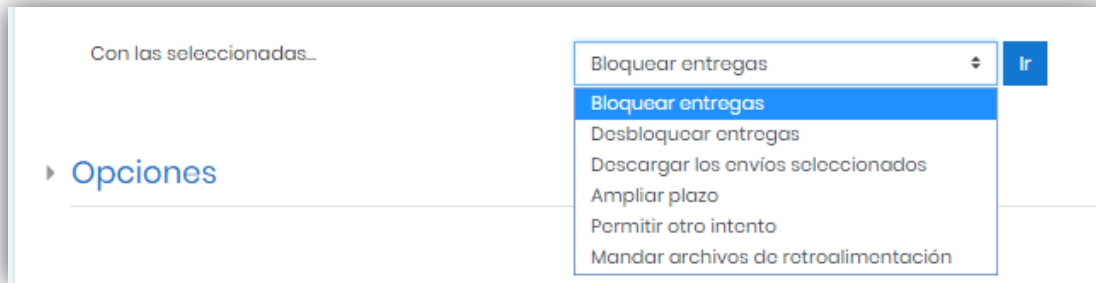 Con las seleccionadas...
Bloquear entregas
Ir
Bloquear entregas
Desbloquear entregas
Descargar los envíos seleccionados
Ampliar plazo
Permitir otro intento
Mandar archivos de retroalimentación
Opciones